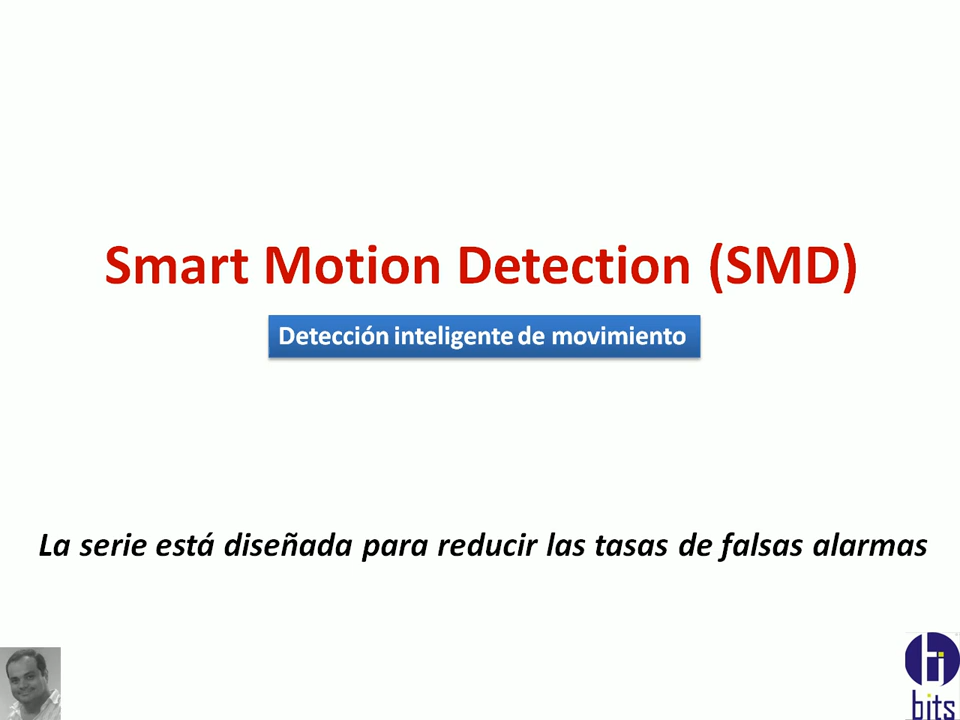 Smart Motion Detection (SMD)
Detección inteligente de movimiento
La serie está diseñada para reducir las tasas de falsas alarmas
bits